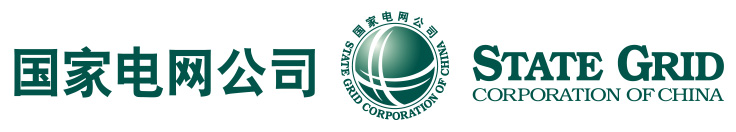 国家电网公司
国家电网公司
STATE GRID CORPORATION OF CHINA
STATE GRID
CORPORATION OF CHINA